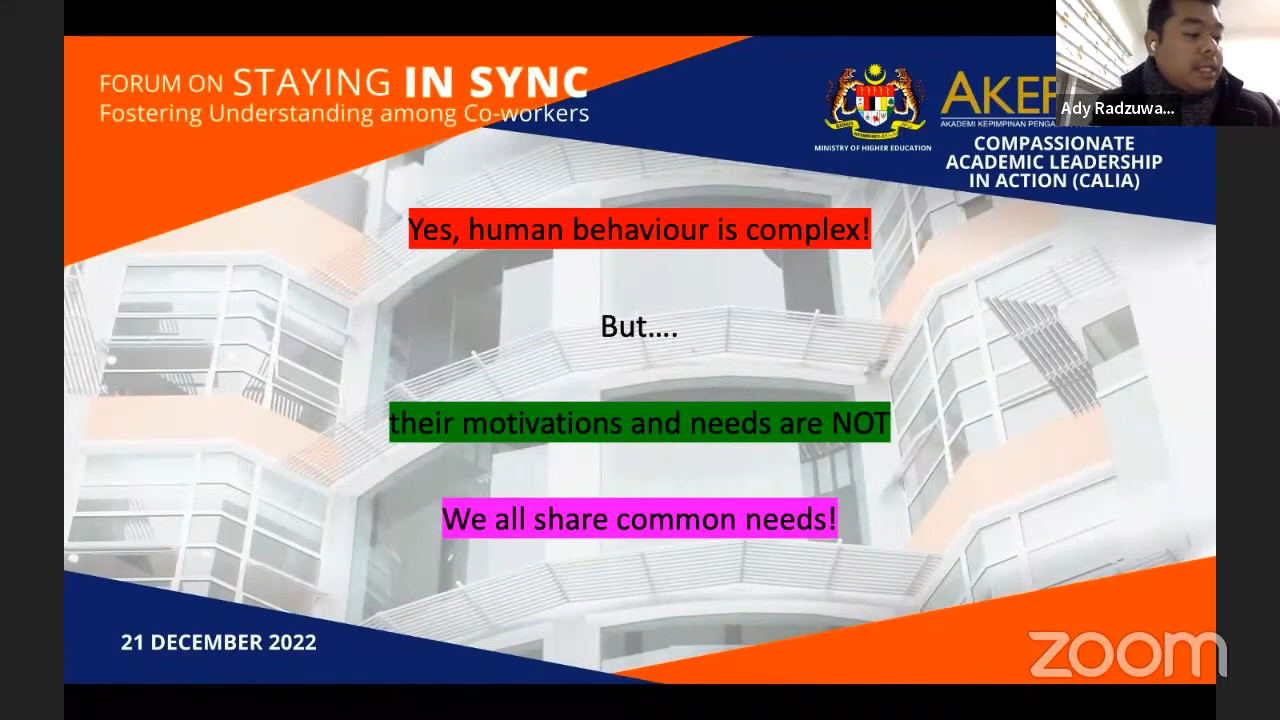 FORUM ON STAYING IN SYNC
Fostering Understanding among Co-workers
MINISTRY OF HIGHER EDUCATION
COMPASSIONATE
ACADEMIC LEADERSHIP
IN ACTION (CALIA)
Ady Radzuwa...
Yes, human behaviour is complex!
But....
their motivations and needs are NOT
We all share common needs!
21 DECEMBER 2022
zoom